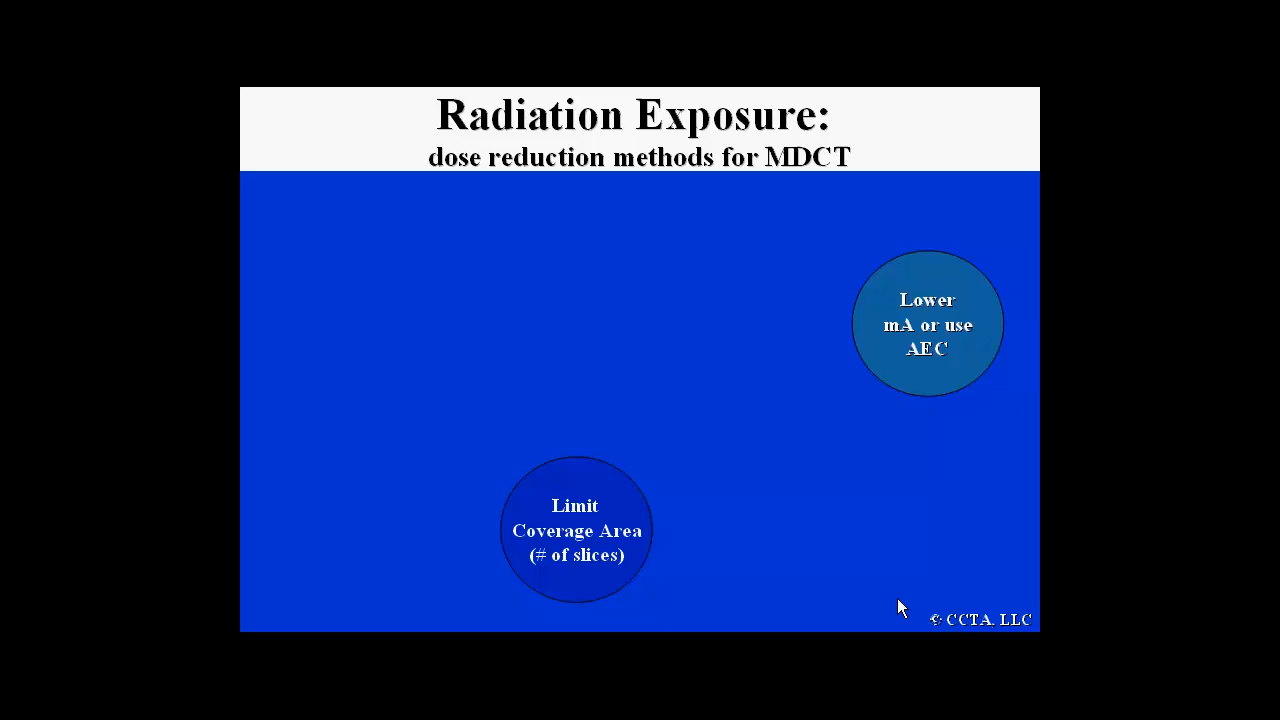 Radiation Exposure:
dose reduction methods for MDCT
Lower
mA or use
AEC
Limit
Coverage Area
(# of slices)
© CCTA, LLC